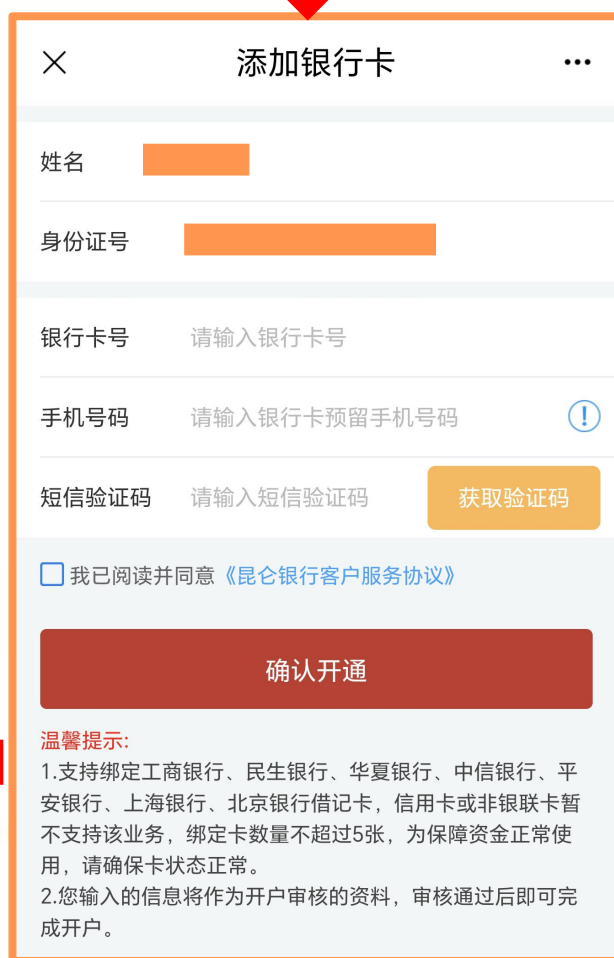 添加银行卡
姓名
身份证号
银行卡号 请输入银行卡号
手机号码 请输入银行卡预留手机号码
短信验证码 请输入短信验证码 获取验证码
我已阅读并同意《昆仑银行客户服务协议》
确认开通
温馨提示:
1.支持绑定工商银行、民生银行、华夏银行、中信银行、平
安银行、上海银行、北京银行借记卡，信用卡或非银联卡暂
不支持该业务，绑定卡数量不超过5张，为保障资金正常使
用，请确保卡状态正常。
2.您输入的信息将作为开户审核的资料，审核通过后即可完
成开户。